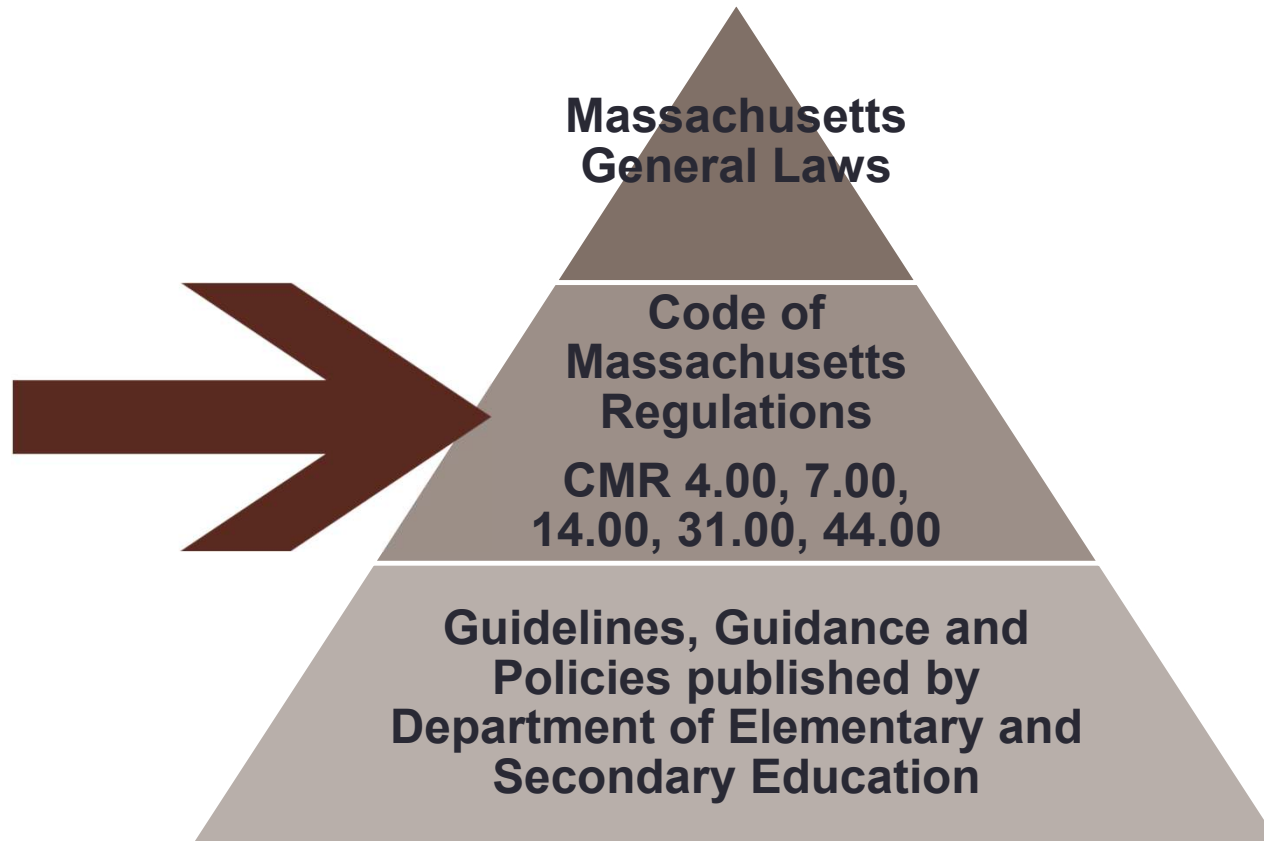 Massachusetts
General Laws
Code of
Massachusetts
Regulations
CMR 4.00, 7.00,
14.00, 31.00, 44.00
Guidelines, Guidance and
Policies published by
Department of Elementary and
Secondary Education